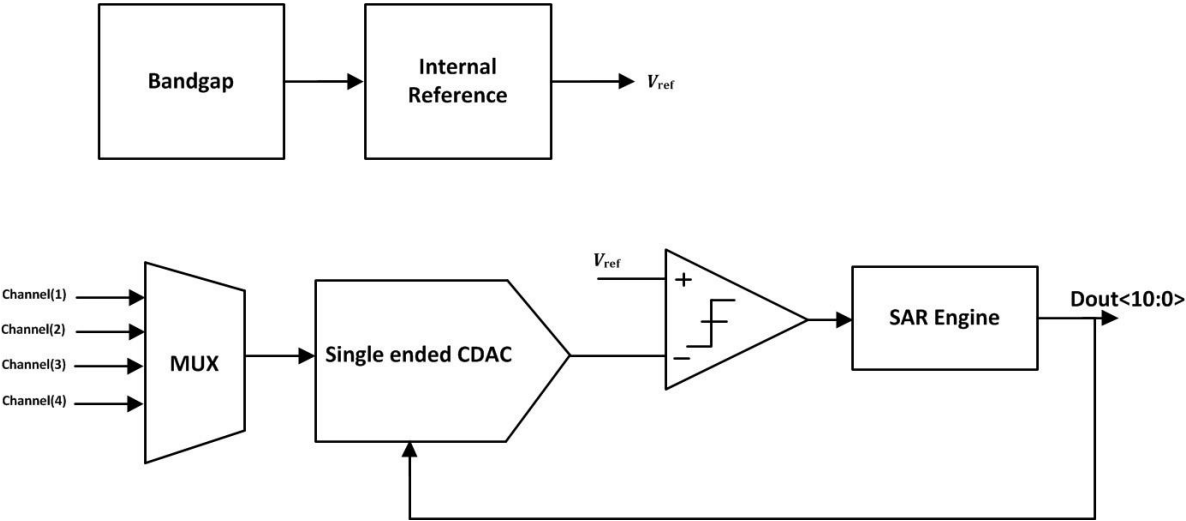 Bandgap
Internal
Reference
Vref
Channel(1)
Channel(2)
Channel(3)
Channel(4)
MUX
Single ended CDAC
Vref
+
−
SAR Engine
Dout<10:0>